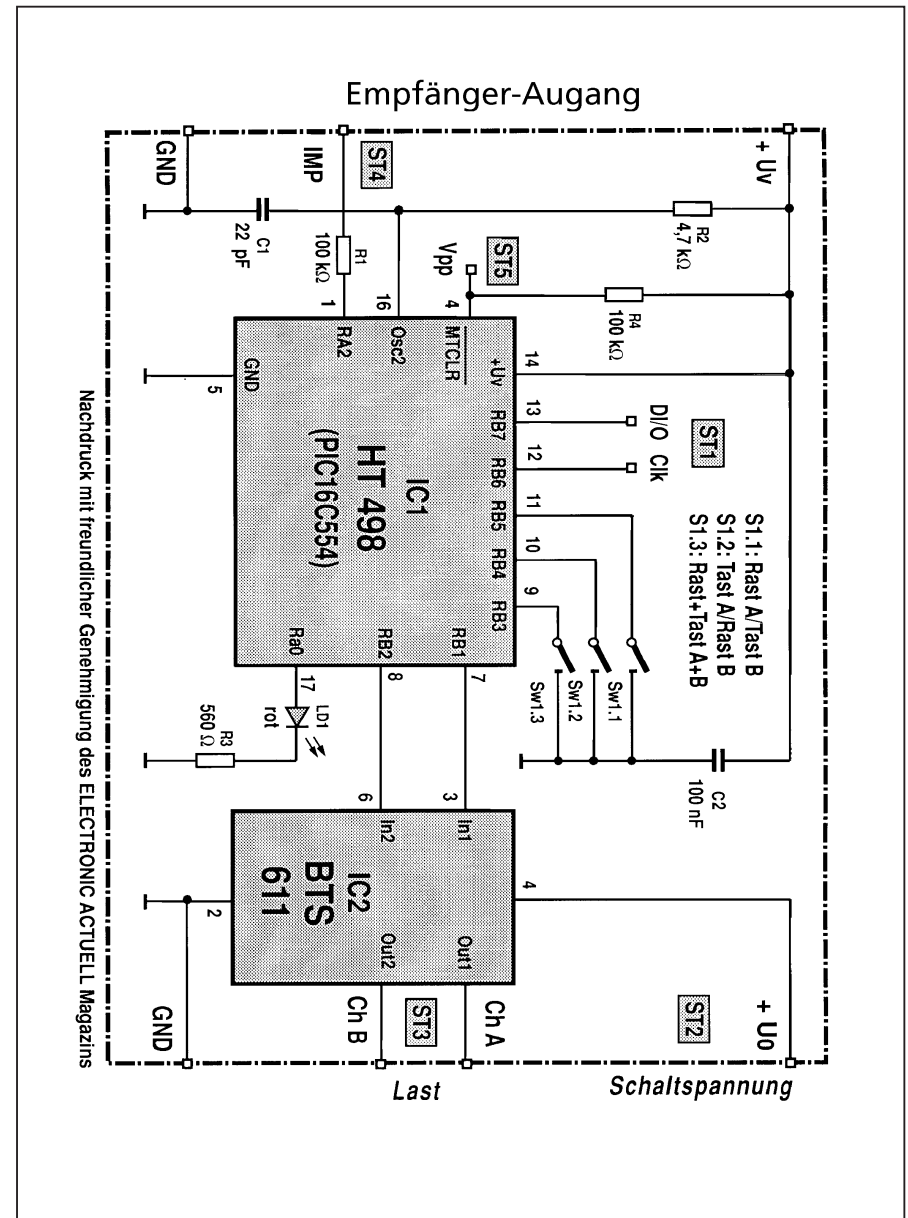 Empfänger-Augang
GND
IMP
ST4
+ Uv
C1
22 pF
R1
100 kΩ
R2
4,7 kΩ
ST5
Vpp
R4
100 kΩ
1
16
4
RA2
Osc2
MTCLR
GND
5
+Uv
14
RB7
13
RB6
12
RB5
11
RB4
10
RB3
9
DI/O
Clk
ST1
S1.1: Rast A/Tast B
S1.2: Tast A/Rast B
S1.3: Rast+Tast A+B
IC1
HT 498
(PIC16C554)
Ra0
17
RB2
8
RB1
7
Sw1.3
Sw1.2
Sw1.1
C2
100 nF
LD1
rot
R3
560 Ω
6
In2
3
In1
4
IC2
BTS
611
2
Out2
Out1
GND
Ch B
ST3
Ch A
ST2
+ Uo
Last
Schaltspannung
Nachdruck mit freundlicher Genehmigung des ELECTRONIC ACTUELL Magazins